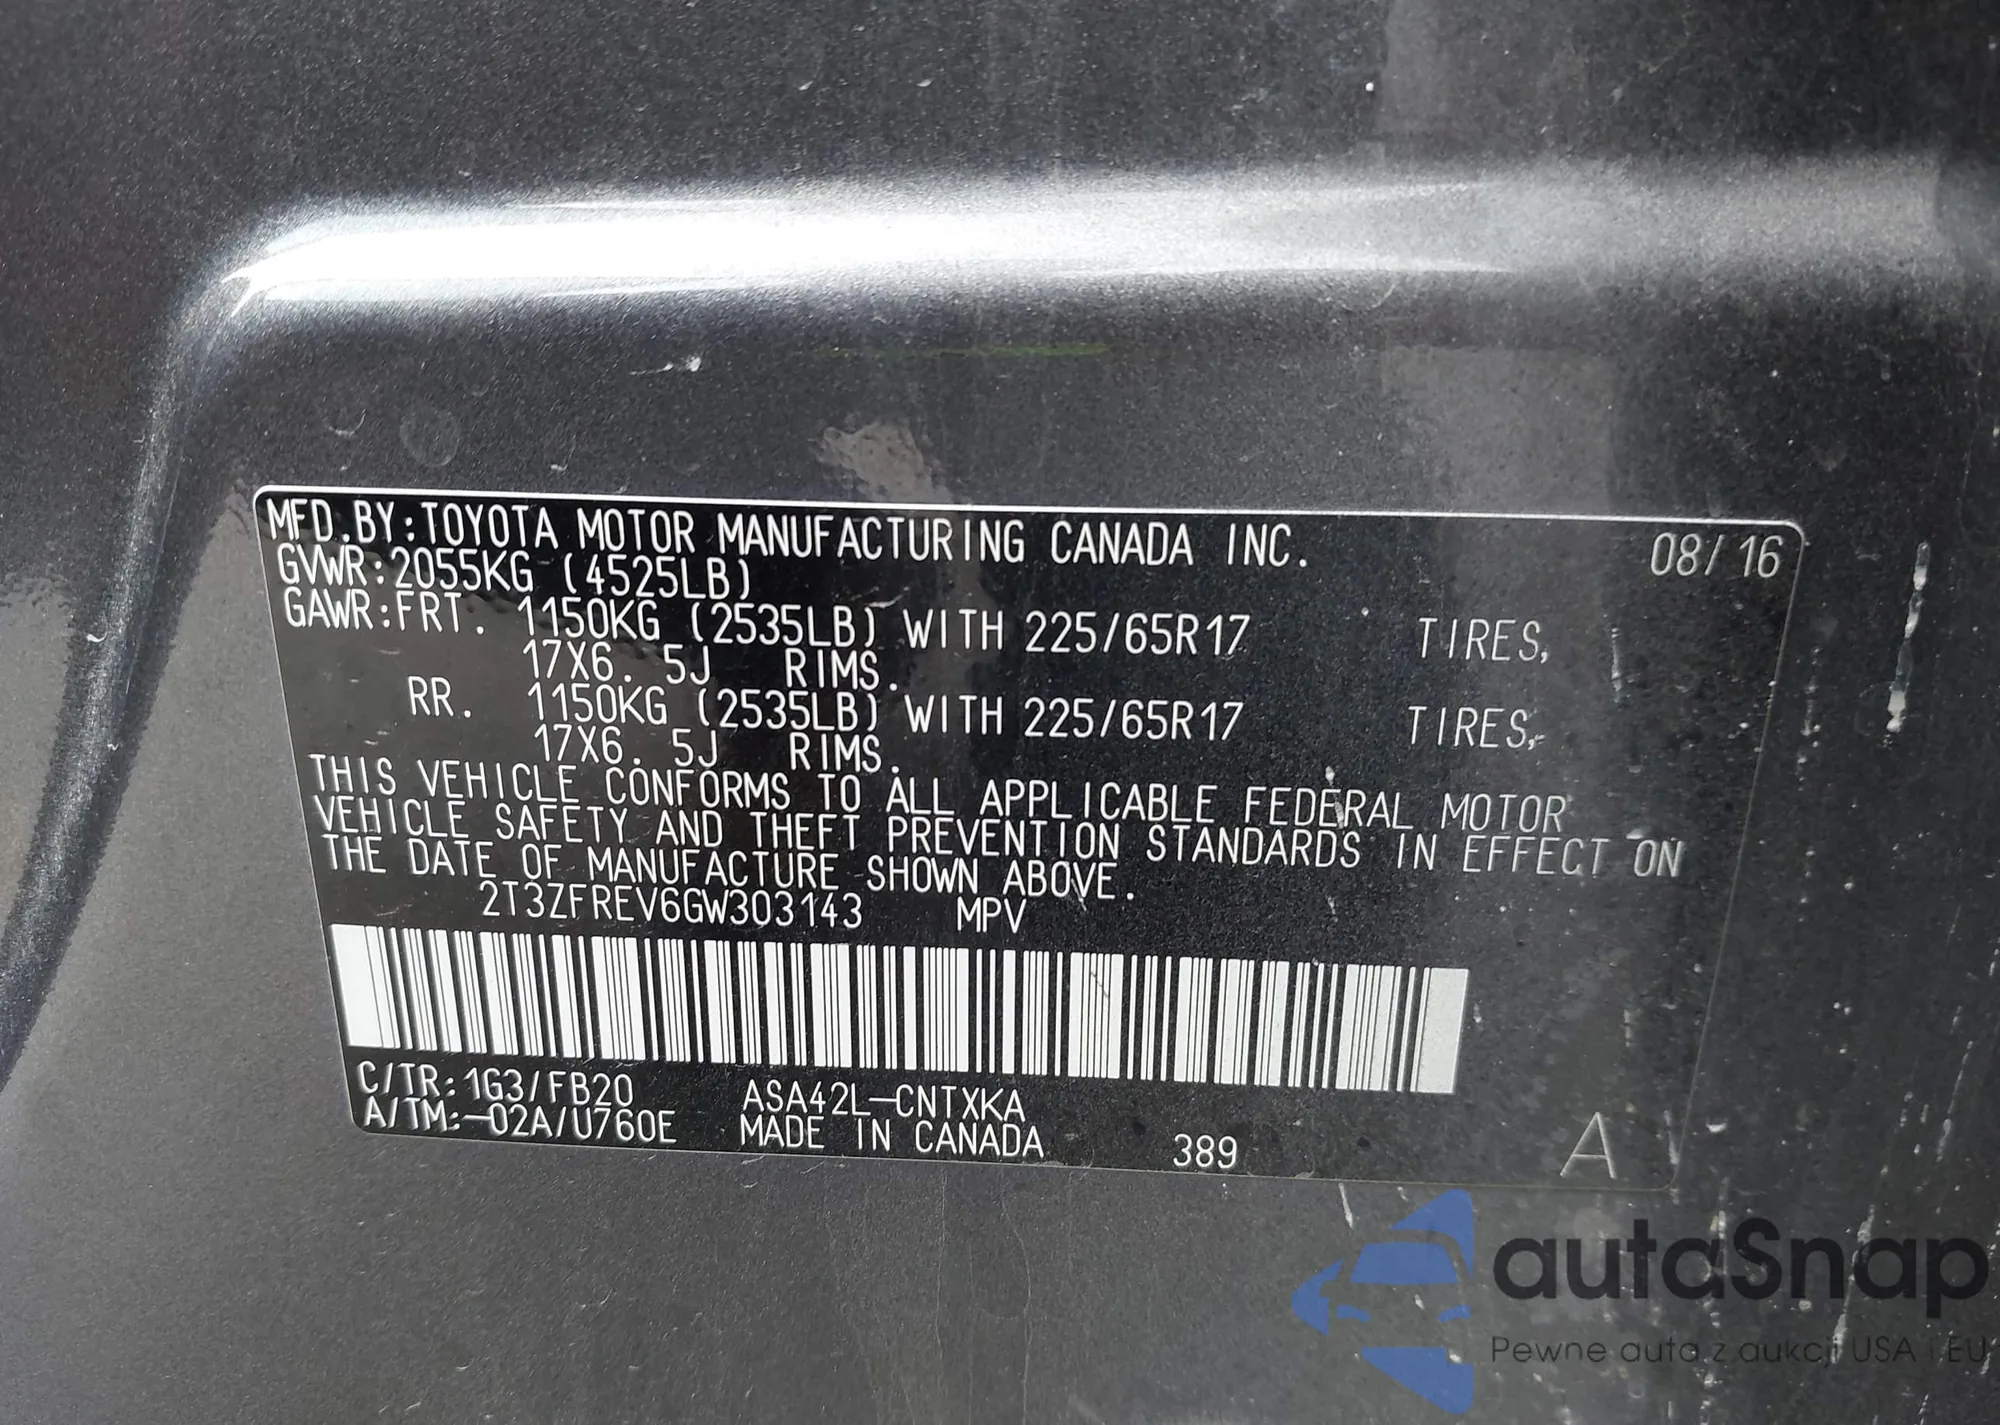 MFD.BY:TOYOTA MOTOR MANUFACTURING CANADA INC. 08/16
GVWR:2055KG (4525LB)
GAWR:FRT. 1150KG (2535LB) WITH 225/65R17 TIRES,
17X6.5J RIMS.
RR. 1150KG (2535LB) WITH 225/65R17 TIRES,
17X6.5J RIMS.
THIS VEHICLE CONFORMS TO ALL APPLICABLE FEDERAL MOTOR
VEHICLE SAFETY AND THEFT PREVENTION STANDARDS IN EFFECT ON
THE DATE OF MANUFACTURE SHOWN ABOVE.
2T3ZFREV6GW303143 MPV
C/TR:1G3/FB20 ASA42L-CNTXKA
A/TM:-02A/U760E MADE IN CANADA 389 A
autaSnap
Pewne auta z aukcji USA i EU